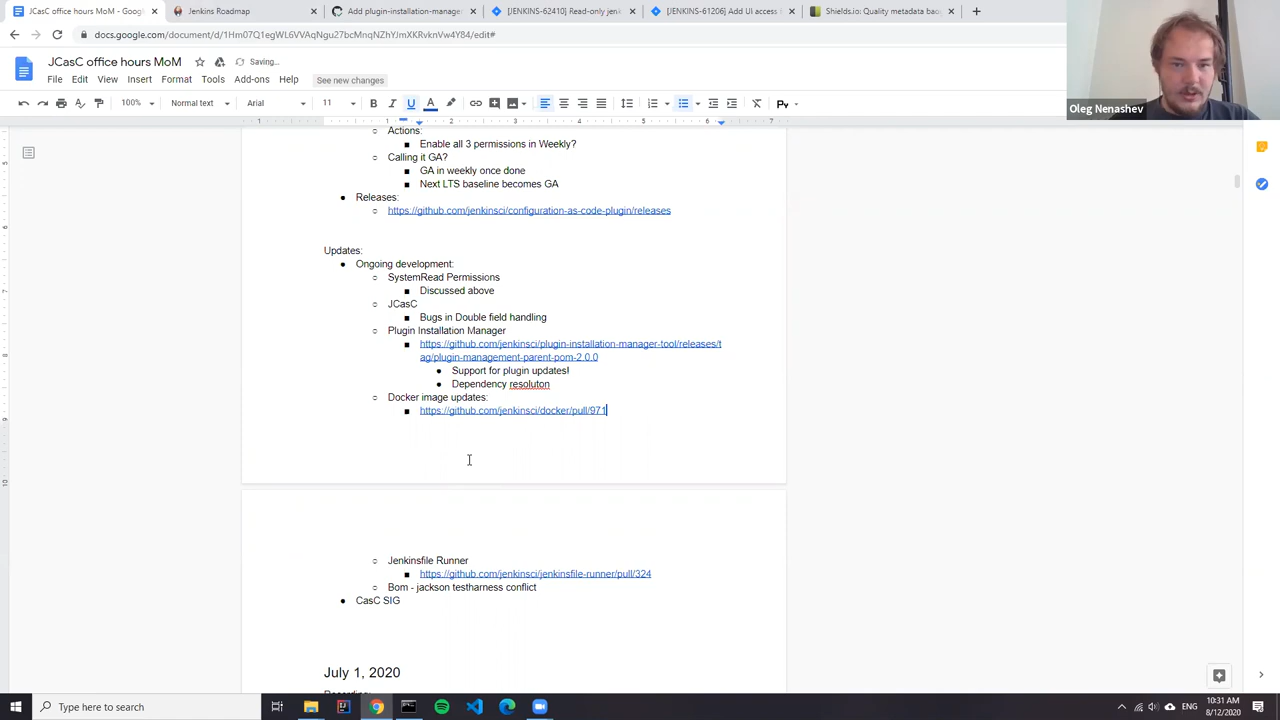 JCasC office hours MoM - Google
Jenkins Roadmap
Add plugin-installation-manager
[JENKINS-62410] Read-only jenk
[JENKINS-61206] Add UI access
Shields.io: Quality metadata bad
docs.google.com/document/d/1Hm07Q1egWL6VVAqNgu27bcMnqNZhYJmXKRvknVw4Y84/edit#
JCasC office hours MoM
Saving...
File Edit View Insert Format Tools Add-ons Help See new changes
100% Normal text Arial 11
Oleg Nenashev
Actions:
Enable all 3 permissions in Weekly?
Calling it GA?
GA in weekly once done
Next LTS baseline becomes GA
Releases:
https://github.com/jenkinsci/configuration-as-code-plugin/releases
Updates:
Ongoing development:
SystemRead Permissions
Discussed above
JCasC
Bugs in Double field handling
Plugin Installation Manager
https://github.com/jenkinsci/plugin-installation-manager-tool/releases/t
ag/plugin-management-parent-pom-2.0.0
Support for plugin updates!
Dependency resoluton
Docker image updates:
https://github.com/jenkinsci/docker/pull/971
Jenkinsfile Runner
https://github.com/jenkinsci/jenkinsfile-runner/pull/324
Bom - jackson testharness conflict
CasC SIG
July 1, 2020
Type here to search
ENG
10:31 AM
8/12/2020